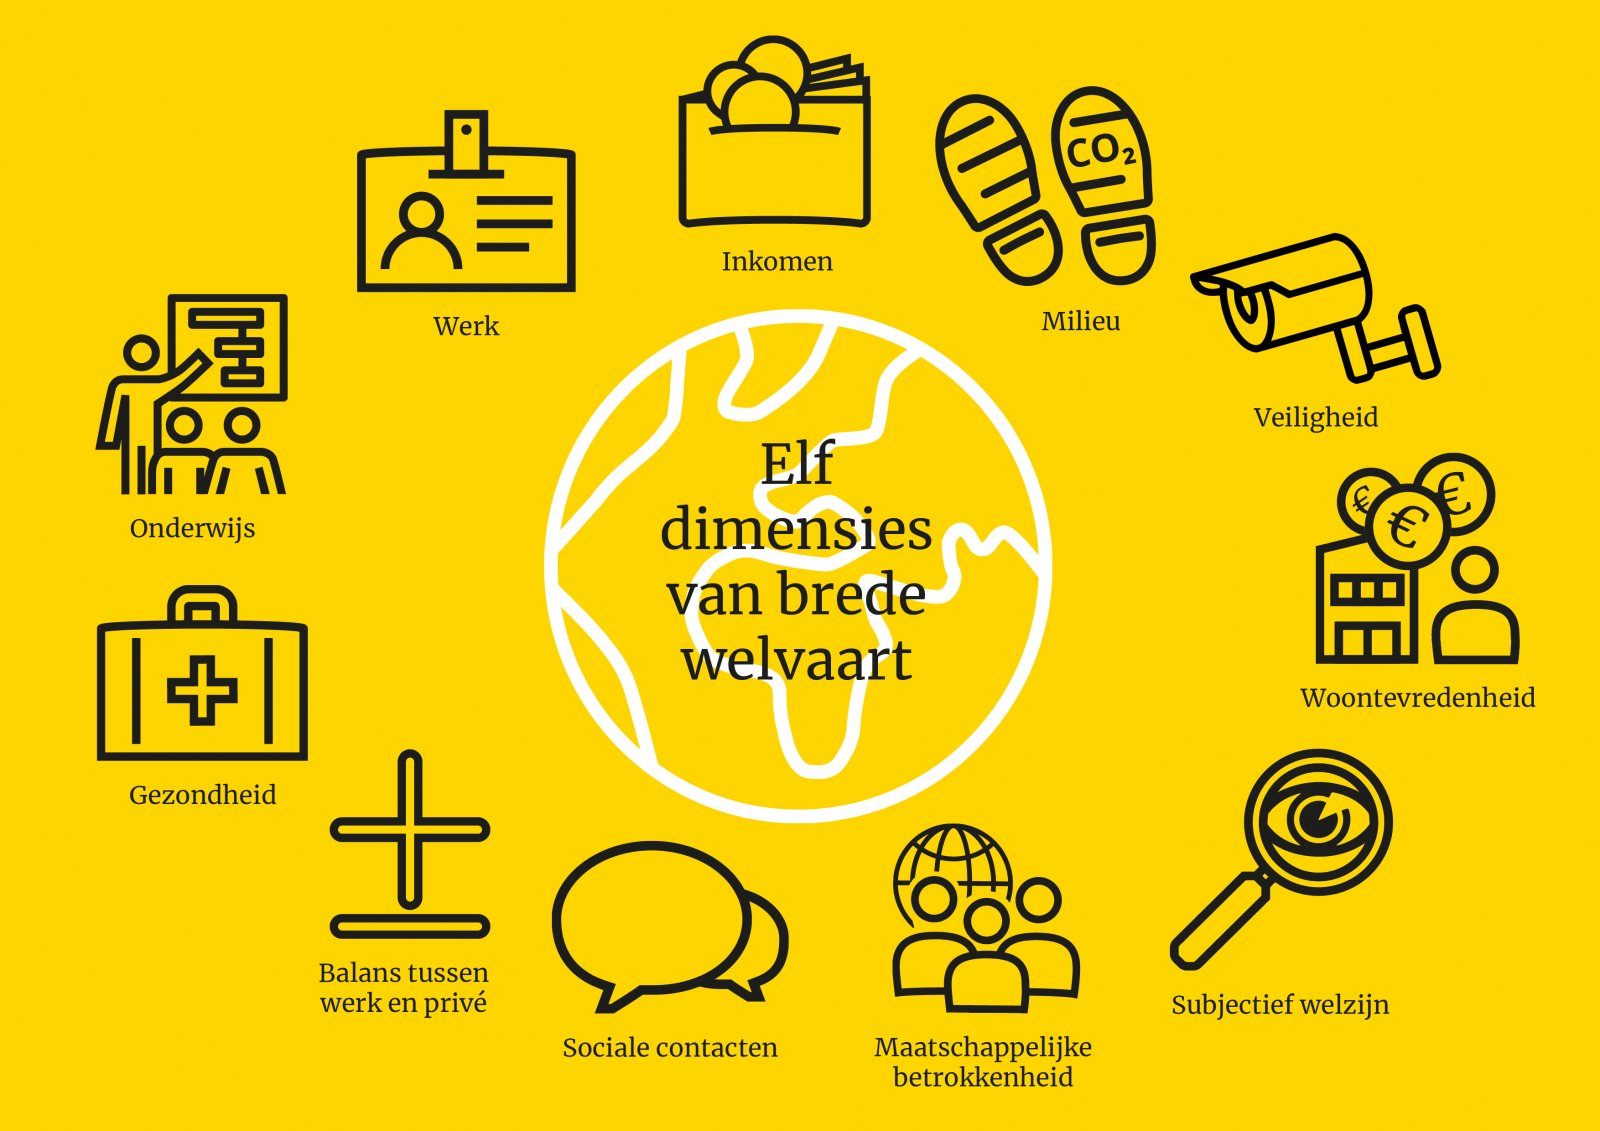 Inkomen
CO₂
Milieu
Werk
Veiligheid
Onderwijs
Elf
dimensies
van brede
welvaart
€
€
€
Woontevredenheid
Gezondheid
Balans tussen
werk en privé
Sociale contacten
Maatschappelijke
betrokkenheid
Subjectief welzijn